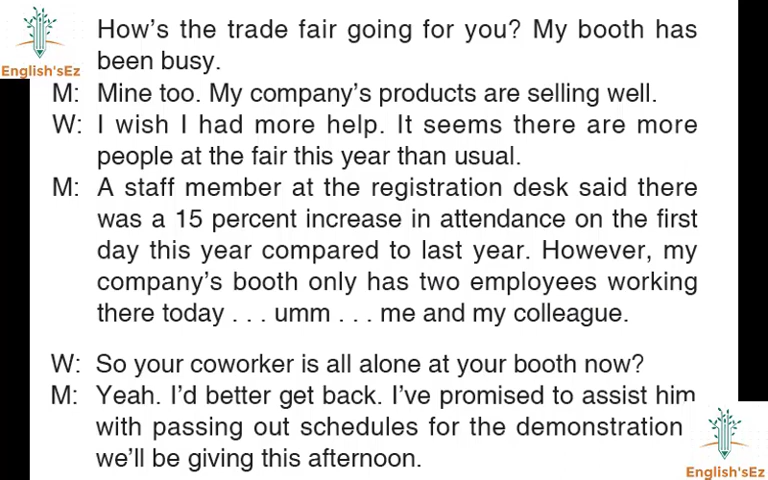 English'sEz
How's the trade fair going for you? My booth has
been busy.
M: Mine too. My company's products are selling well.
W: I wish I had more help. It seems there are more
people at the fair this year than usual.
M: A staff member at the registration desk said there
was a 15 percent increase in attendance on the first
day this year compared to last year. However, my
company's booth only has two employees working
there today . . . umm . . . me and my colleague.
W: So your coworker is all alone at your booth now?
M: Yeah. I'd better get back. I've promised to assist him
with passing out schedules for the demonstration
we'll be giving this afternoon.
English'sEz